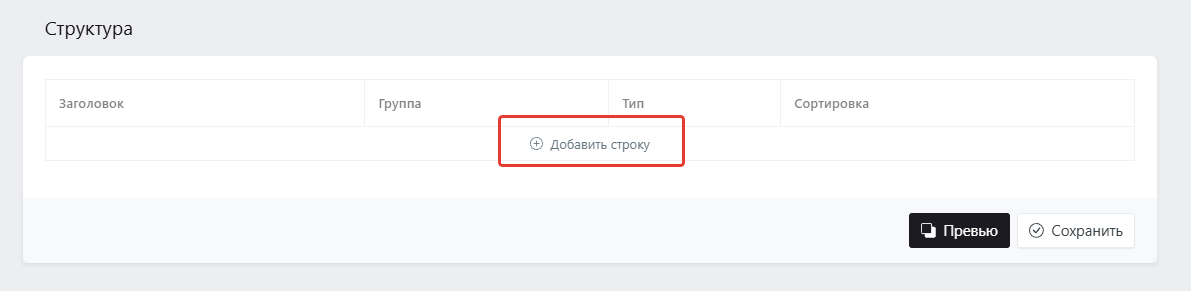 Структура
Заголовок Группа Тип Сортировка
Добавить строку
Превью Сохранить